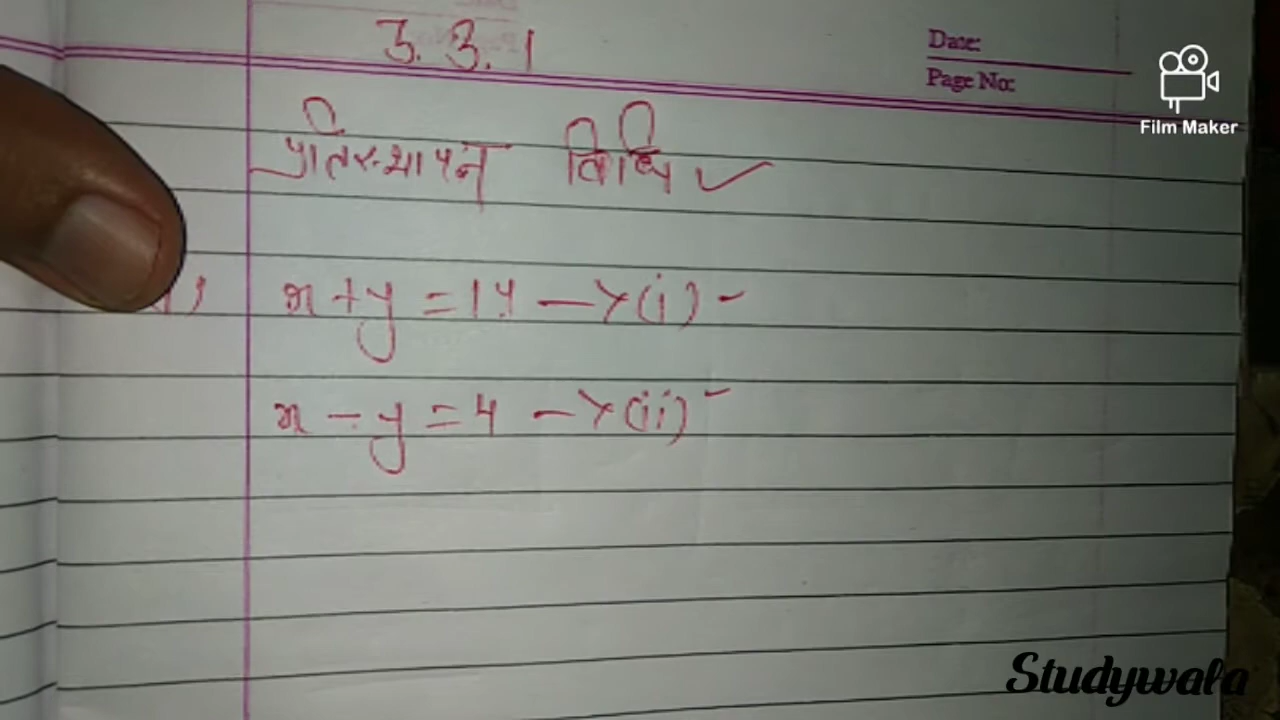 3.3.1
Date:
Page No:
Film Maker
प्रतिस्थापन विधि ✓
x + y = 14 → (i)
x - y = 4 → (ii)
Studywala